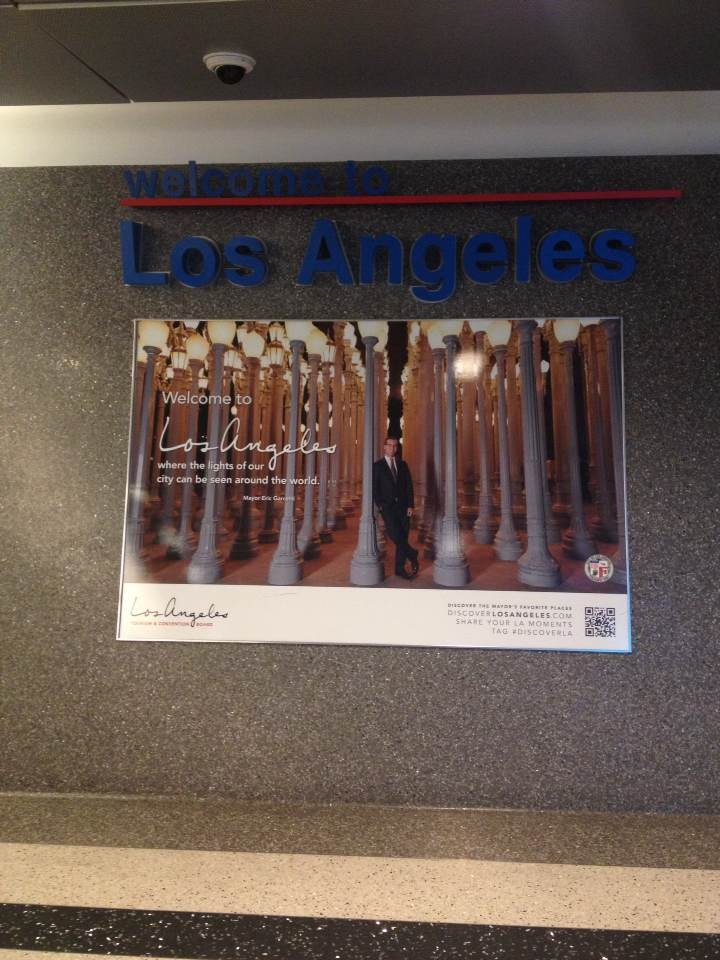 welcome to
Los Angeles
Welcome to
Los Angeles
where the lights of our
city can be seen around the world.
Mayor Eric Garcetti
Los Angeles
TOURISM & CONVENTION BOARD
DISCOVER THE MAYOR'S FAVORITE PLACES
DISCOVERLOSANGELES.COM
SHARE YOUR LA MOMENTS
TAG #DISCOVERLA